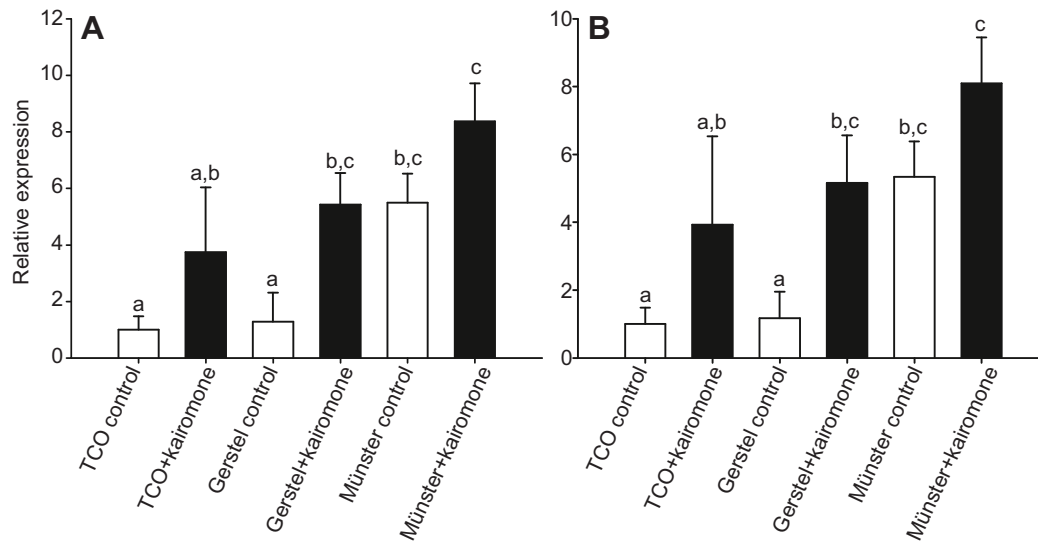 A
Relative expression
12
10
8
6
4
2
0
a
a,b
a
b,c
b,c
c
TCO control
TCO+kairomone
Gerstel control
Gerstel+kairomone
Münster control
Münster+kairomone
B
10
8
6
4
2
0
a
a,b
a
b,c
b,c
c
TCO control
TCO+kairomone
Gerstel control
Gerstel+kairomone
Münster control
Münster+kairomone